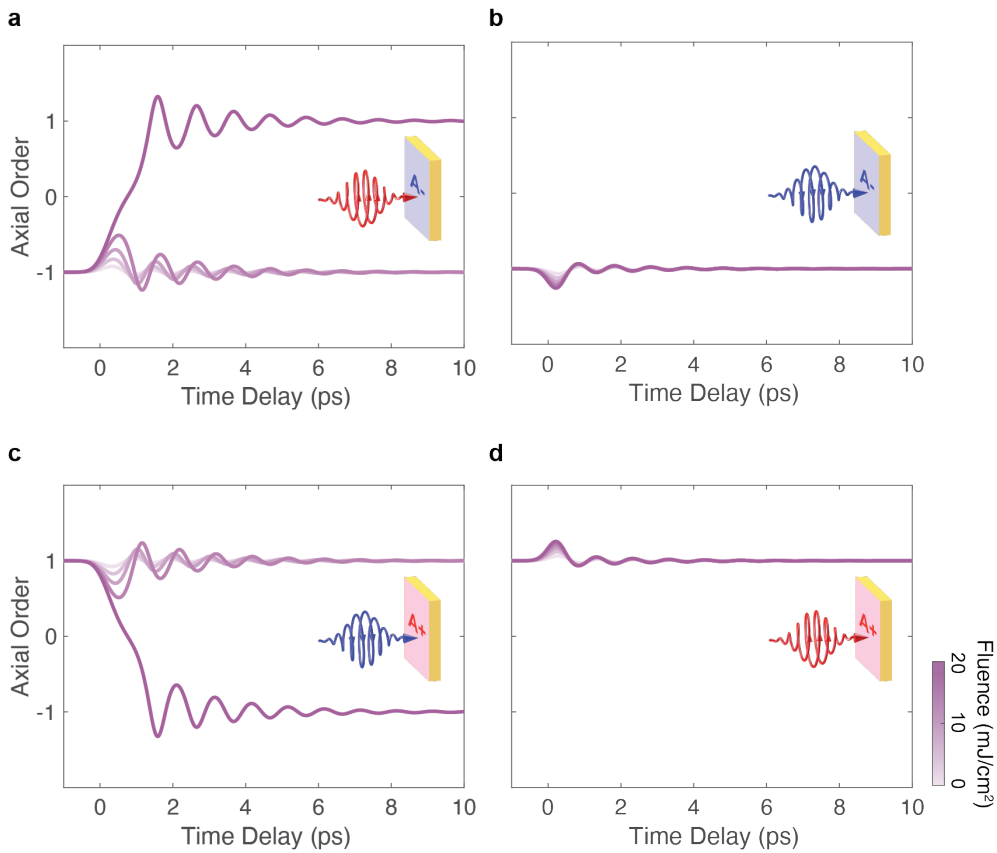 a
Axial Order
1
0
-1
0 2 4 6 8 10
Time Delay (ps)
A-
b
0 2 4 6 8 10
Time Delay (ps)
A-
c
Axial Order
1
0
-1
0 2 4 6 8 10
Time Delay (ps)
A+
d
0 2 4 6 8 10
Time Delay (ps)
A+
20
10
0
Fluence (mJ/cm²)